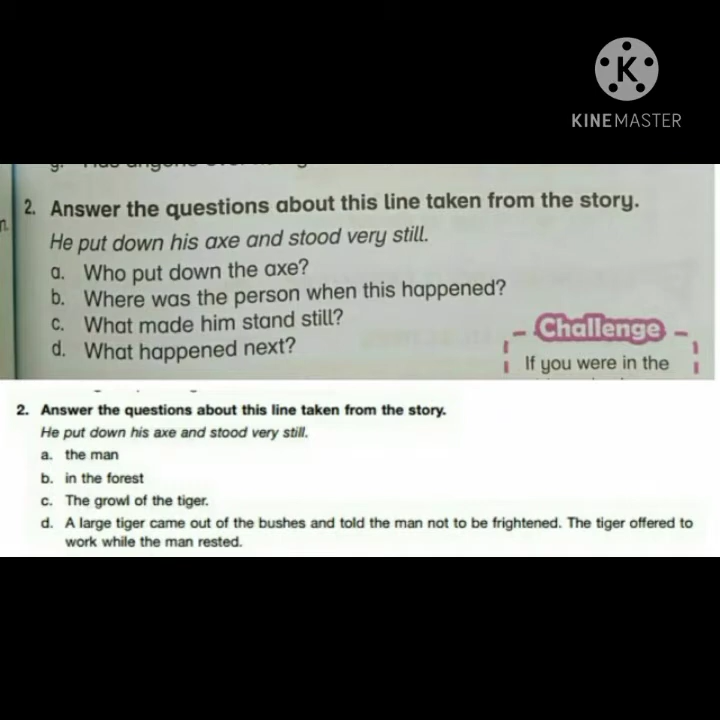 K
KINEMASTER
2. Answer the questions about this line taken from the story.
He put down his axe and stood very still.
a. Who put down the axe?
b. Where was the person when this happened?
c. What made him stand still?
d. What happened next?
Challenge
If you were in the
2. Answer the questions about this line taken from the story.
He put down his axe and stood very still.
a. the man
b. in the forest
c. The growl of the tiger.
d. A large tiger came out of the bushes and told the man not to be frightened. The tiger offered to
work while the man rested.